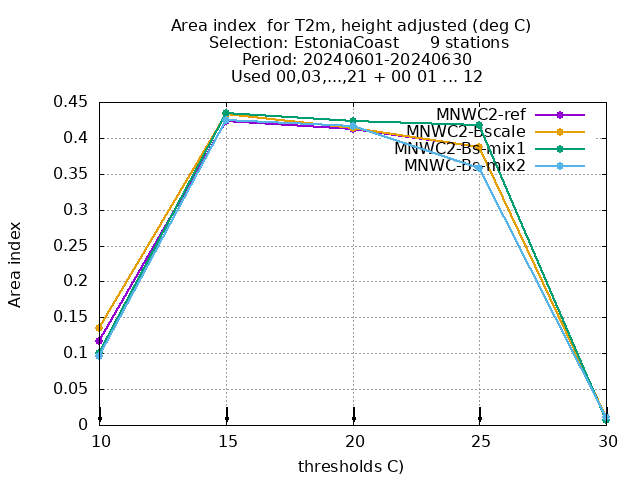 Area index  for T2m, height adjusted (deg C)
Selection: EstoniaCoast      9 stations
Period: 20240601-20240630
Used 00,03,...,21 + 00 01 ... 12
MNWC2-ref
MNWC2-Bscale
MNWC2-Bs-mix1
MNWC-Bs-mix2
0.45
0.4
0.35
0.3
0.25
0.2
0.15
0.1
0.05
0
Area index
10 15 20 25 30
thresholds C)